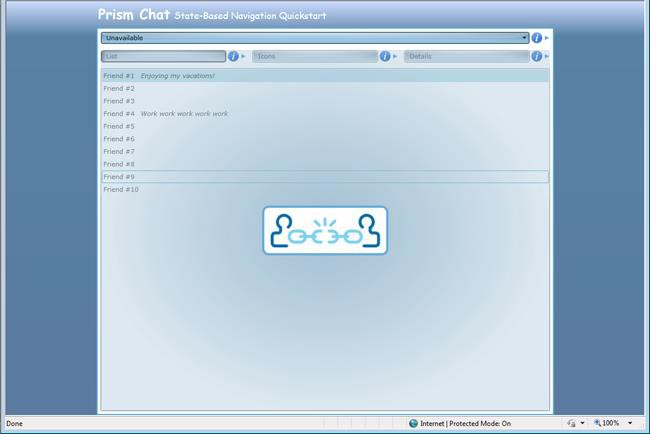 Prism Chat State-Based Navigation Quickstart
Unavailable
List Icons Details
Friend #1 Enjoying my vacations!
Friend #2
Friend #3
Friend #4 Work work work work work
Friend #5
Friend #6
Friend #7
Friend #8
Friend #9
Friend #10
Done Internet | Protected Mode: On 100%